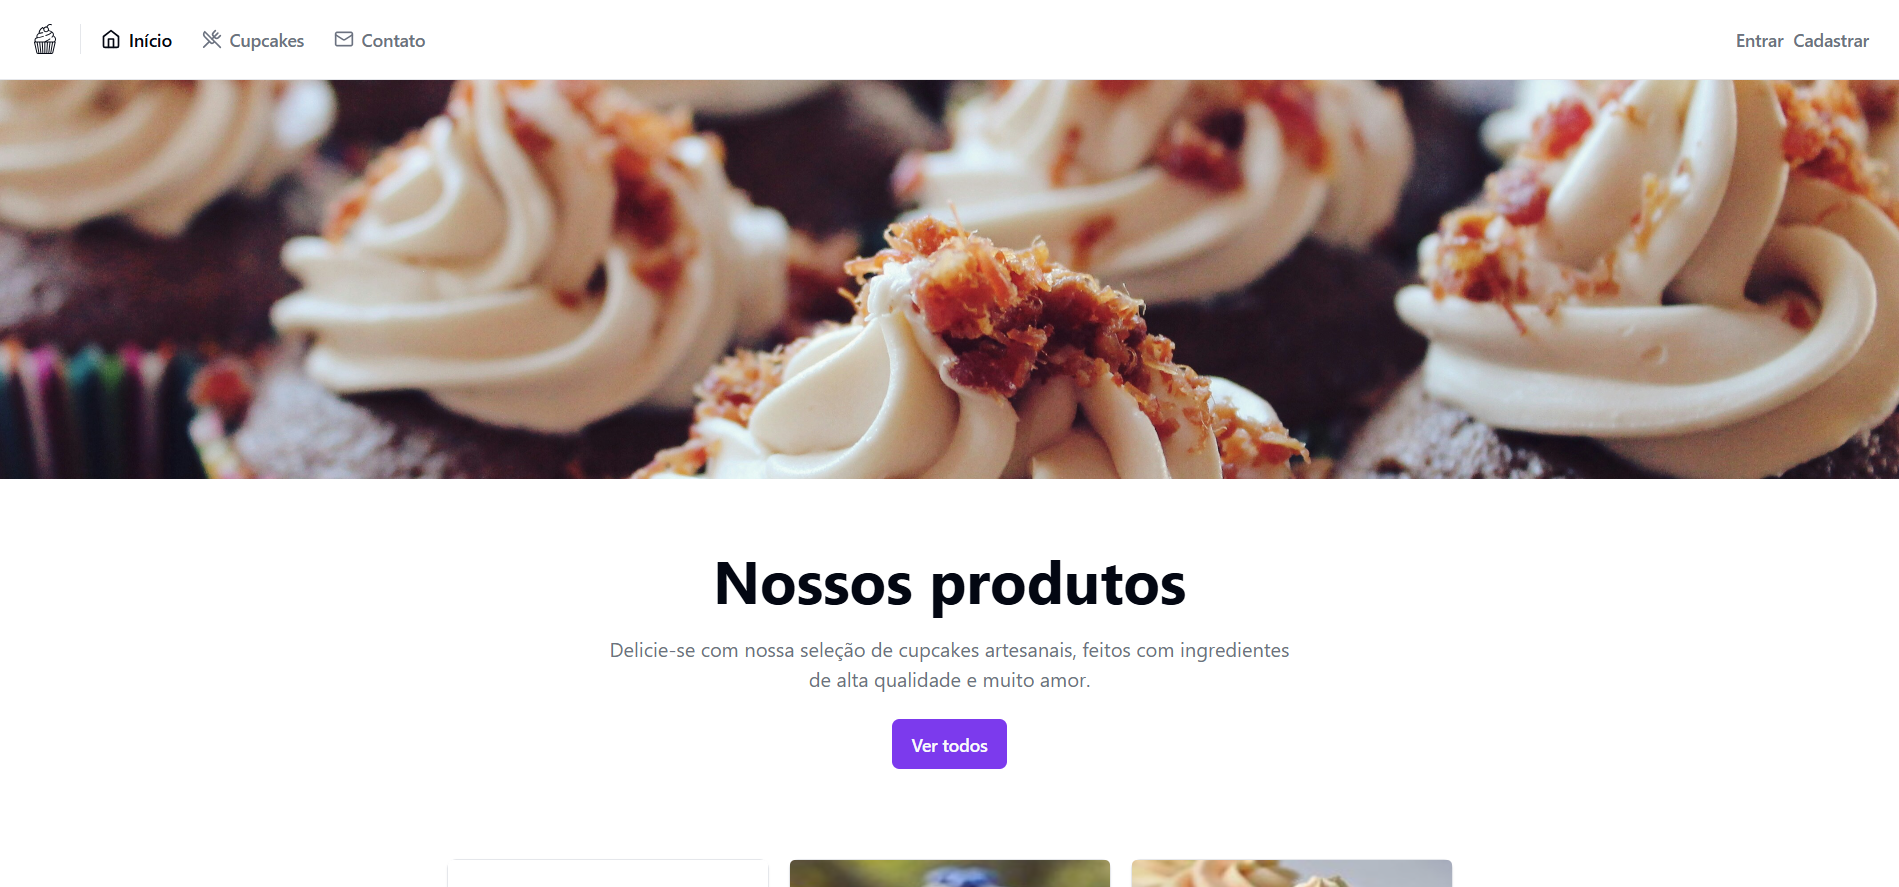 Início Cupcakes Contato Entrar Cadastrar
Nossos produtos
Delicie-se com nossa seleção de cupcakes artesanais, feitos com ingredientes
de alta qualidade e muito amor.
Ver todos